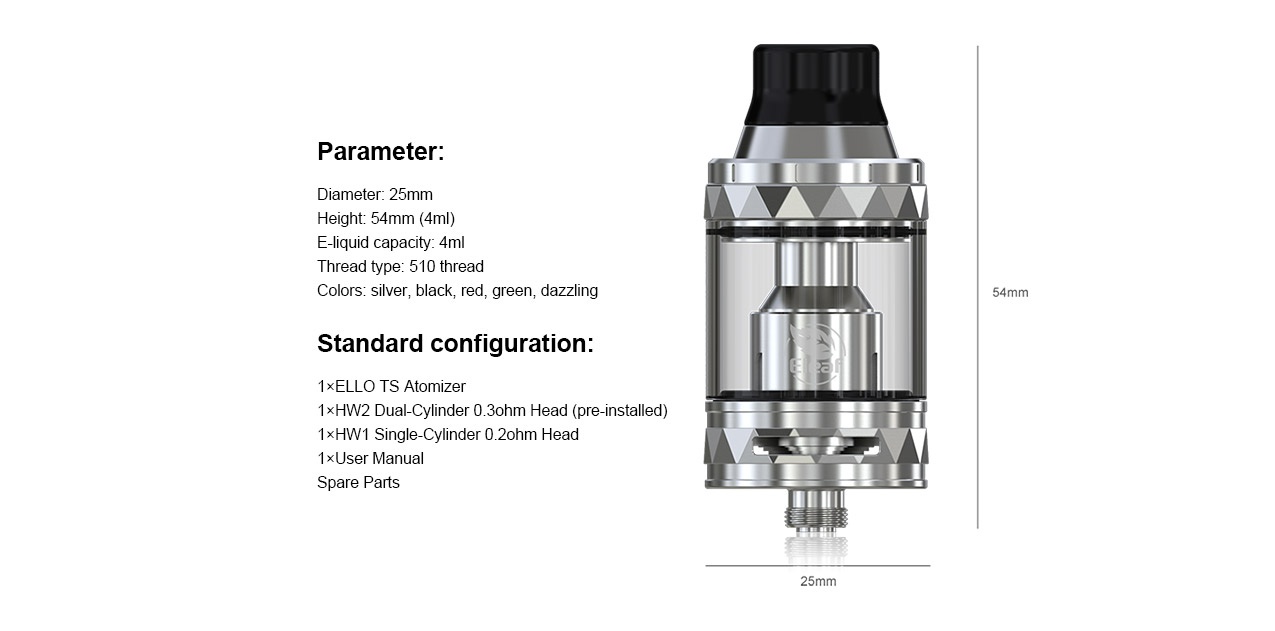 Parameter:
Diameter: 25mm
Height: 54mm (4ml)
E-liquid capacity: 4ml
Thread type: 510 thread
Colors: silver, black, red, green, dazzling
Standard configuration:
1×ELLO TS Atomizer
1×HW2 Dual-Cylinder 0.3ohm Head (pre-installed)
1×HW1 Single-Cylinder 0.2ohm Head
1×User Manual
Spare Parts
Eleaf
54mm
25mm